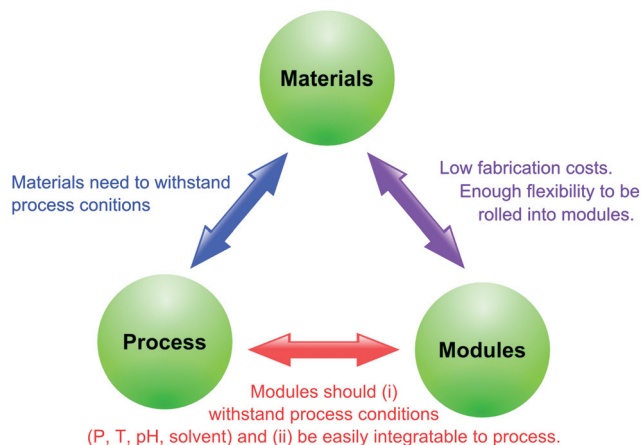 Materials
Materials need to withstand
process conitions
Low fabrication costs.
Enough flexibility to be
rolled into modules.
Process
Modules
Modules should (i)
withstand process conditions
(P, T, pH, solvent) and (ii) be easily integratable to process.